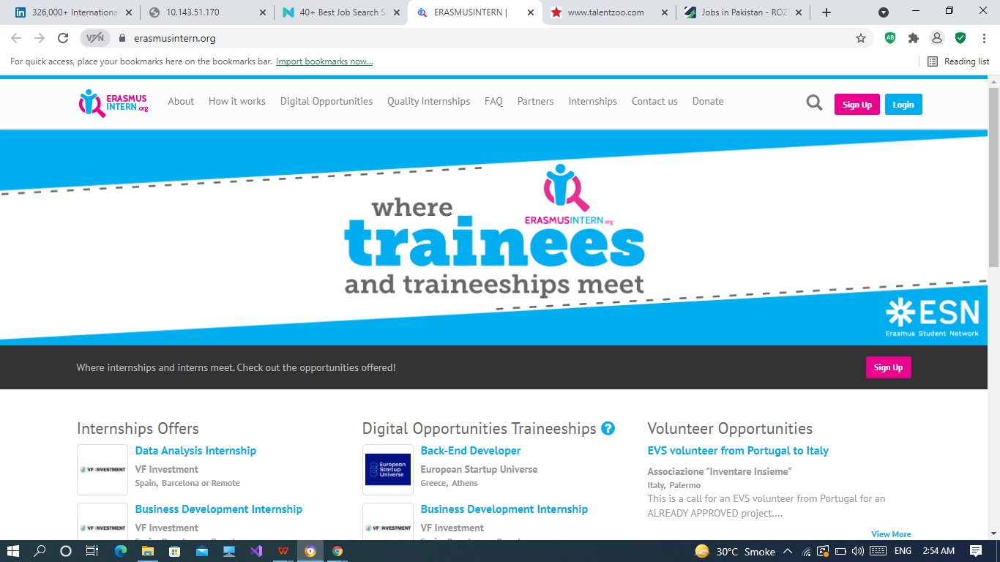 326,000+ Internationa
10.143.51.170
40+ Best Job Search S
ERASMUSINTERN |
www.talentzoo.com
Jobs in Pakistan - ROZ
VPN
erasmusintern.org
For quick access, place your bookmarks here on the bookmarks bar. Import bookmarks now...
Reading list
ERASMUS
INTERN.org
About
How it works
Digital Opportunities
Quality Internships
FAQ
Partners
Internships
Contact us
Donate
Sign Up
Login
where
ERASMUSINTERN.org
trainees
and traineeships meet
ESN
Erasmus Student Network
Where internships and interns meet. Check out the opportunities offered!
Sign Up
Internships Offers
VF INVESTMENT
Data Analysis Internship
VF Investment
Spain, Barcelona or Remote
VF INVESTMENT
Business Development Internship
VF Investment
Digital Opportunities Traineeships ?
European
Startup
Universe
Back-End Developer
European Startup Universe
Greece, Athens
VF INVESTMENT
Business Development Internship
VF Investment
Volunteer Opportunities
EVS volunteer from Portugal to Italy
Associazione "Inventare Insieme"
Italy, Palermo
This is a call for an EVS volunteer from Portugal for an
ALREADY APPROVED project....
View More
30°C Smoke
ENG
2:54 AM